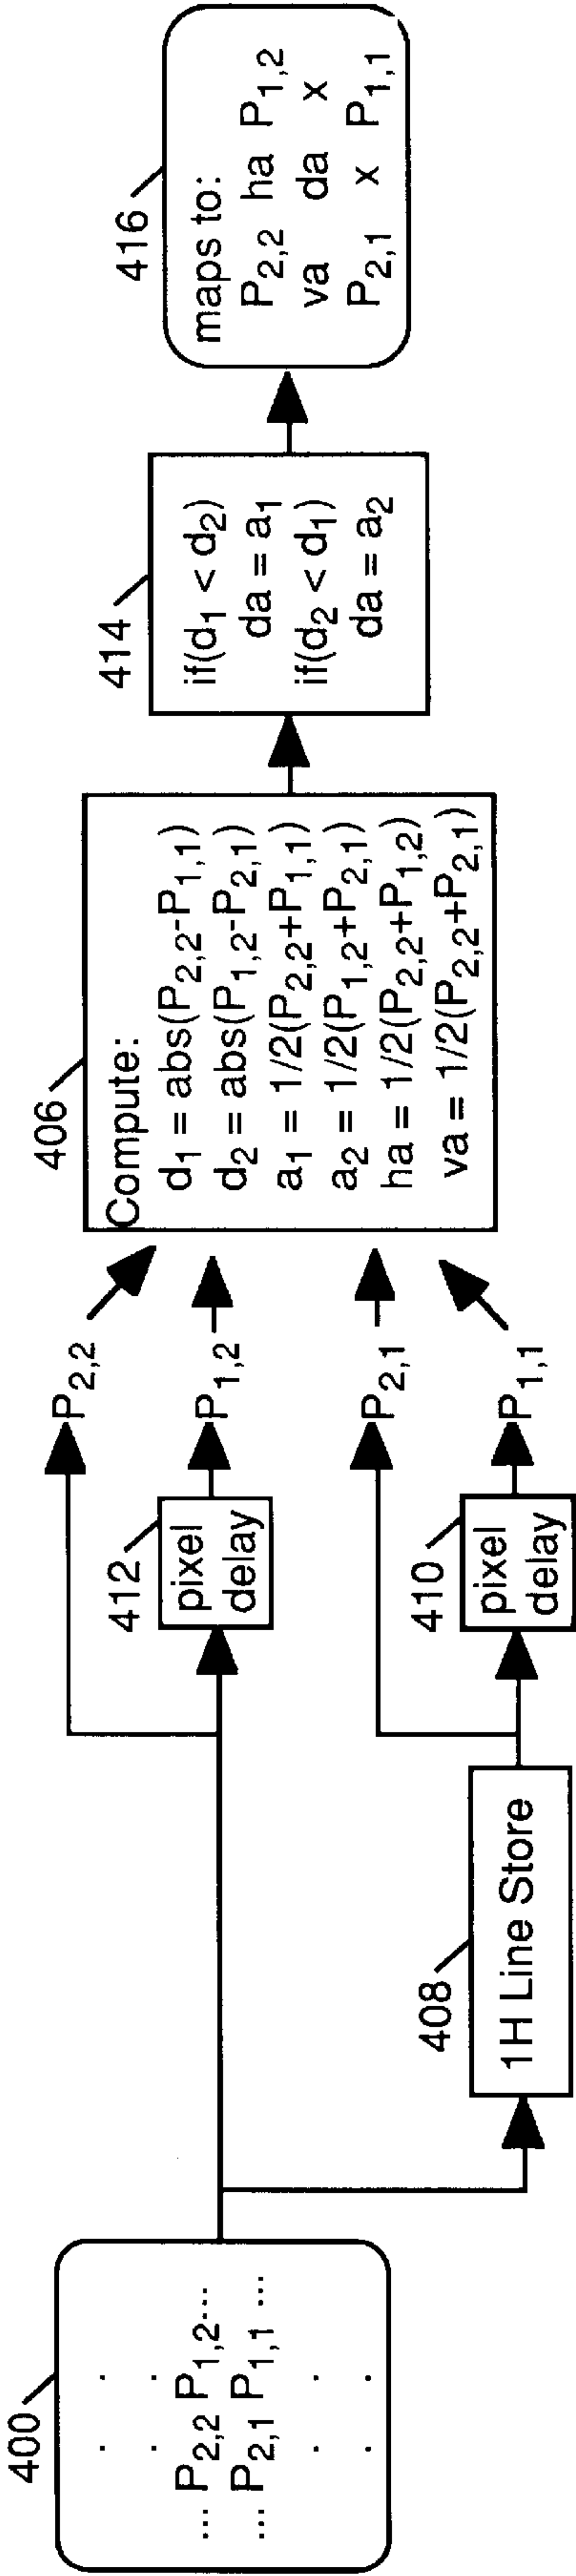 400
. .
. .
... P2,2 P1,2...
... P2,1 P1,1 ...
. .
. .
408
1H Line Store
412
pixel
delay
410
pixel
delay
P2,2
P1,2
P2,1
P1,1
406
Compute:
d1 = abs(P2,2-P1,1)
d2 = abs(P1,2-P2,1)
a1 = 1/2(P2,2+P1,1)
a2 = 1/2(P1,2+P2,1)
ha = 1/2(P2,2+P1,2)
va = 1/2(P2,2+P2,1)
414
if(d1 < d2)
da = a1
if(d2 < d1)
da = a2
416
maps to:
P2,2 ha P1,2
va da x
P2,1 x P1,1